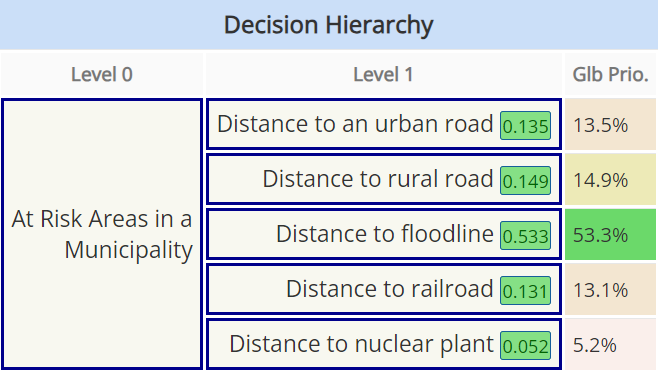 Decision Hierarchy
Level 0 Level 1 Glb Prio.
Distance to an urban road 0.135 13.5%
Distance to rural road 0.149 14.9%
At Risk Areas in a
Municipality
Distance to floodline 0.533 53.3%
Distance to railroad 0.131 13.1%
Distance to nuclear plant 0.052 5.2%